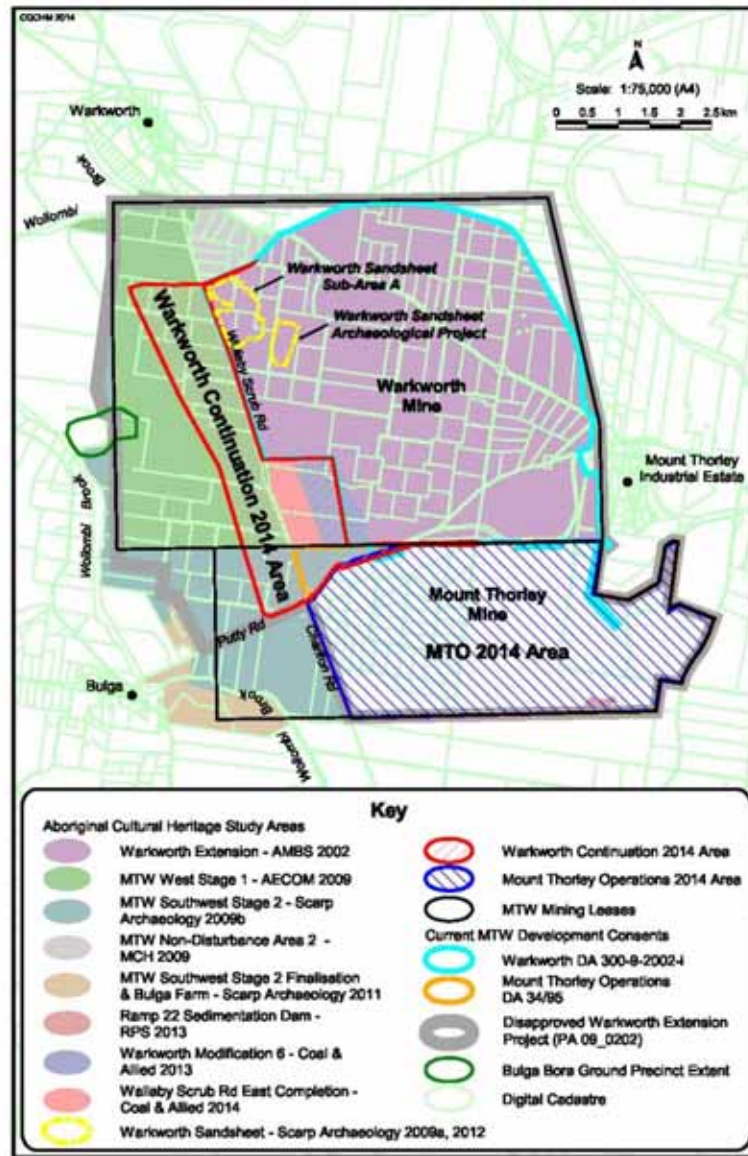 CQCHM 2014
N
Scale: 1:75,000 (A4)
0 0.5 1 1.5 2 2.5 km
Warkworth
Wollombi Brook
Warkworth Sandsheet
Sub-Area A
Warkworth Sandsheet
Archaeological Project
Wallaby Scrub Rd
Warkworth Continuation 2014 Area
Warkworth
Mine
Mount Thorley
Industrial Estate
Wollombi Brook
Mount Thorley
Mine
MTO 2014 Area
Putty Rd
Charlton Rd
Bulga
Wollombi Brook
Key
Aboriginal Cultural Heritage Study Areas
Warkworth Extension - AMBS 2002
MTW West Stage 1 - AECOM 2009
MTW Southwest Stage 2 - Scarp
Archaeology 2009b
MTW Non-Disturbance Area 2 -
MCH 2009
MTW Southwest Stage 2 Finalisation
& Bulga Farm - Scarp Archaeology 2011
Ramp 22 Sedimentation Dam -
RPS 2013
Warkworth Modification 6 - Coal &
Allied 2013
Wallaby Scrub Rd East Completion -
Coal & Allied 2014
Warkworth Sandsheet - Scarp Archaeology 2009a, 2012
Warkworth Continuation 2014 Area
Mount Thorley Operations 2014 Area
MTW Mining Leases
Current MTW Development Consents
Warkworth DA 300-9-2002-i
Mount Thorley Operations
DA 34/95
Disapproved Warkworth Extension
Project (PA 09_0202)
Bulga Bora Ground Precinct Extent
Digital Cadastre